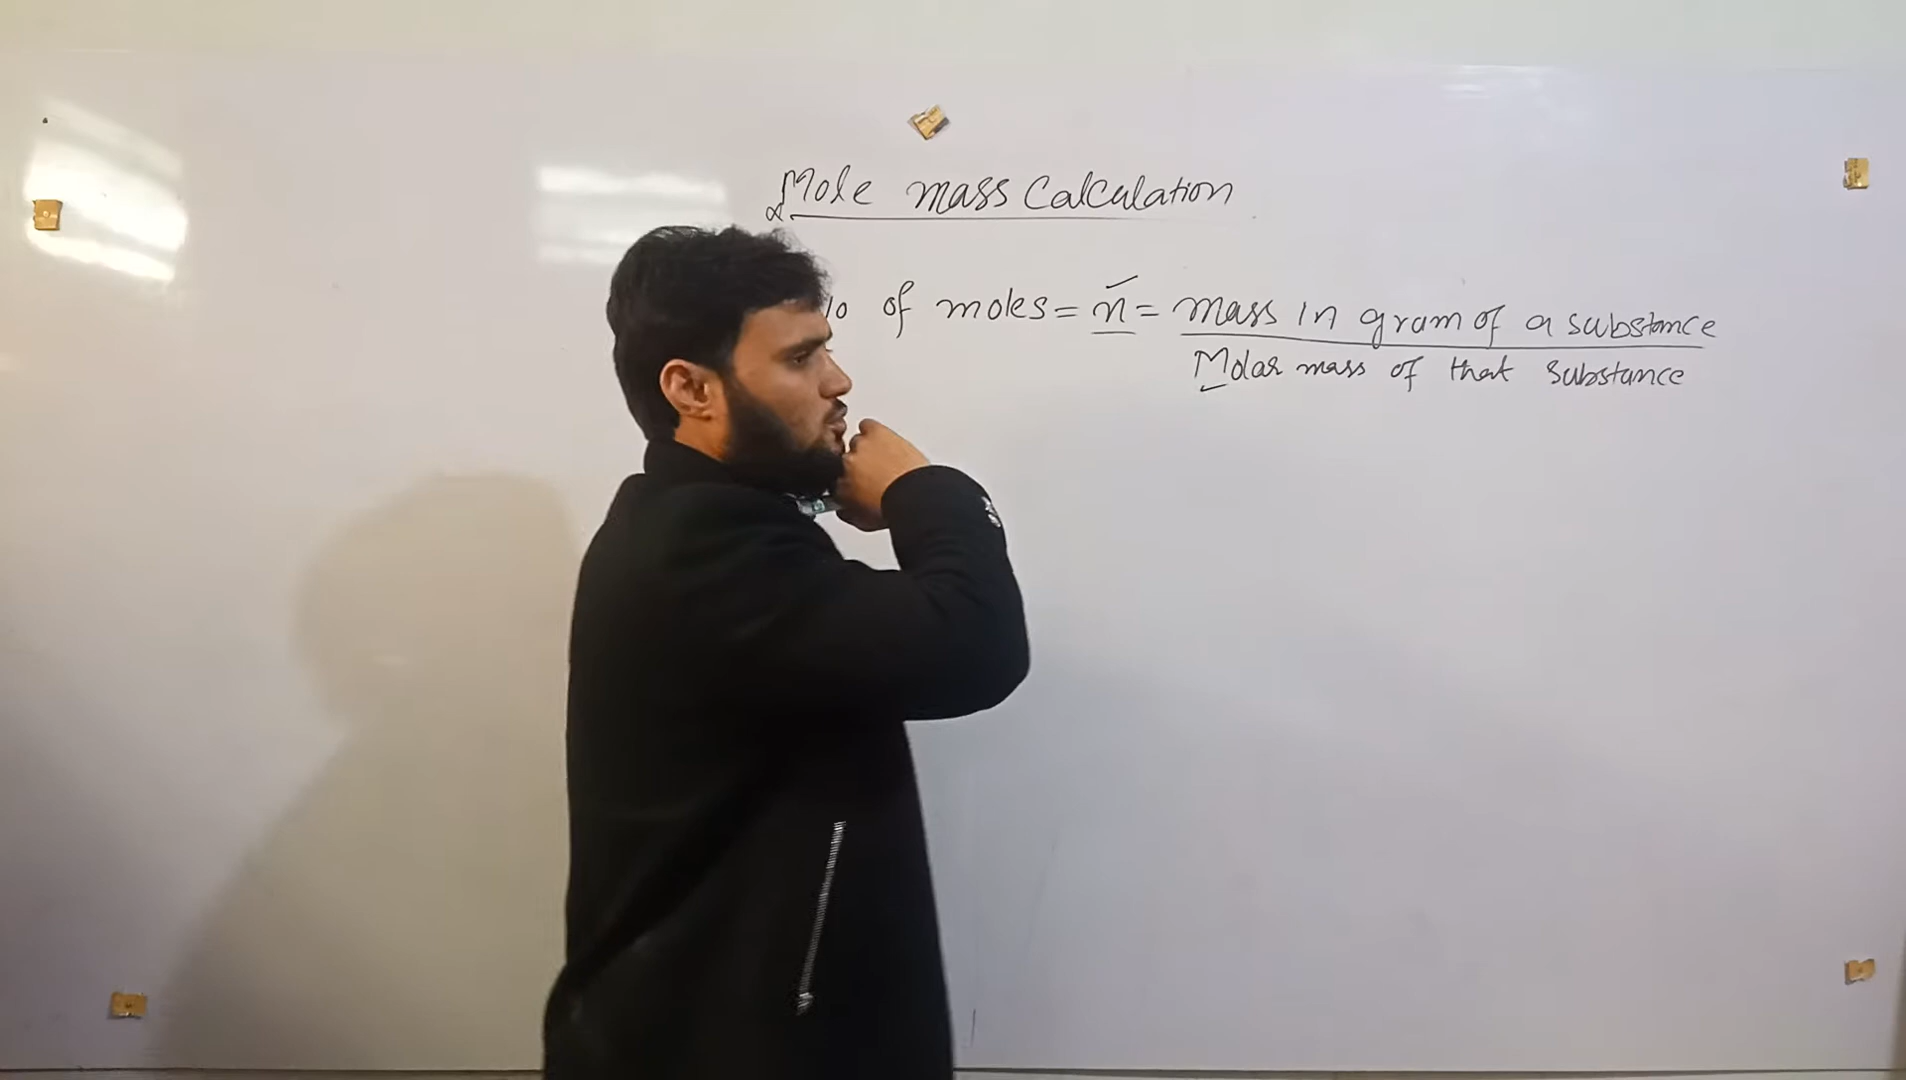 Mole mass Calculation
of moles = n = mass in gram of a substance
Molar mass of that substance